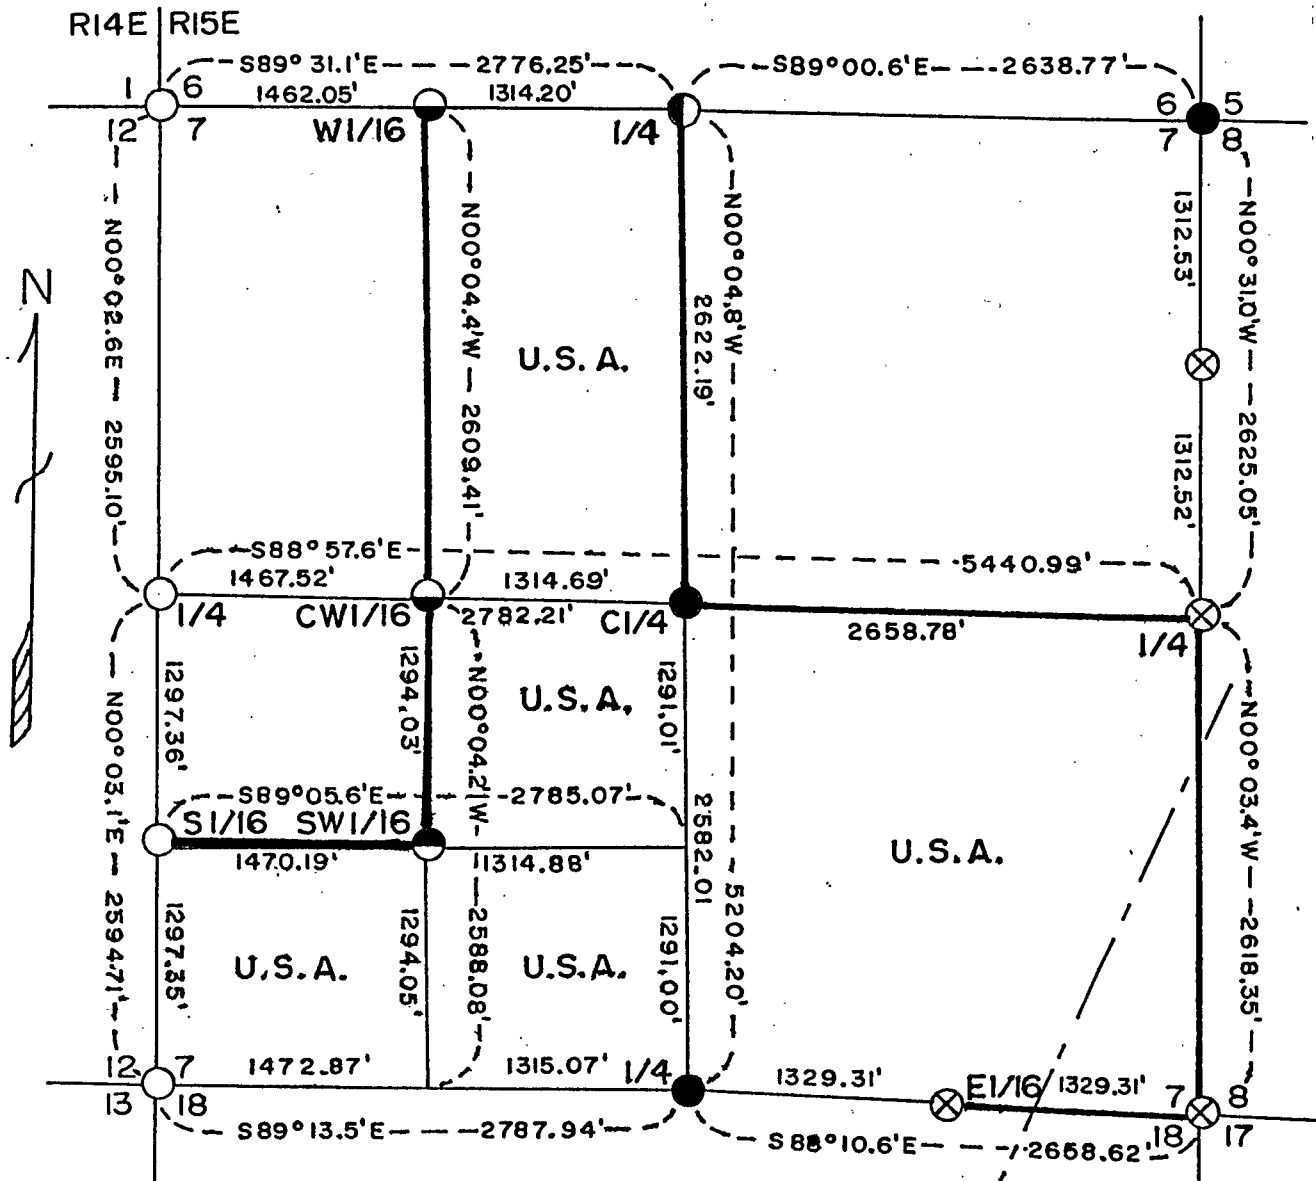 R14E R15E
S89°31.1'E 2776.25'
S89°00.6'E 2638.77'
1 6
1462.05' 1314.20'
6 5
12 7
W1/16 1/4
7 8
N00°02.6E 2595.10'
N00°04.4'W 2609.41'
N00°04.8'W 5204.20'
2622.19'
1312.53'
N00°31.0'W 2625.05'
N
U.S.A.
1312.52'
S88°57.6'E 5440.99'
1467.52' 1314.69'
1/4 CW1/16 2782.21' C1/4
2658.78'
1/4
1297.36'
N00°03.1'E 2594.71'
1294.03'
N00°04.2'W 2588.08'
U.S.A.
1291.01'
2582.01
N00°03.4'W 2618.35'
S89°05.6'E 2785.07'
S1/16 SW1/16
1470.19' 1314.88'
U.S.A.
1297.35'
1294.05'
1291.00'
U.S.A. U.S.A.
12 7
1472.87' 1315.07' 1/4
1329.31' E1/16 1329.31'
7 8
13 18
18 17
S89°13.5'E 2787.94'
S88°10.6'E 2658.62'